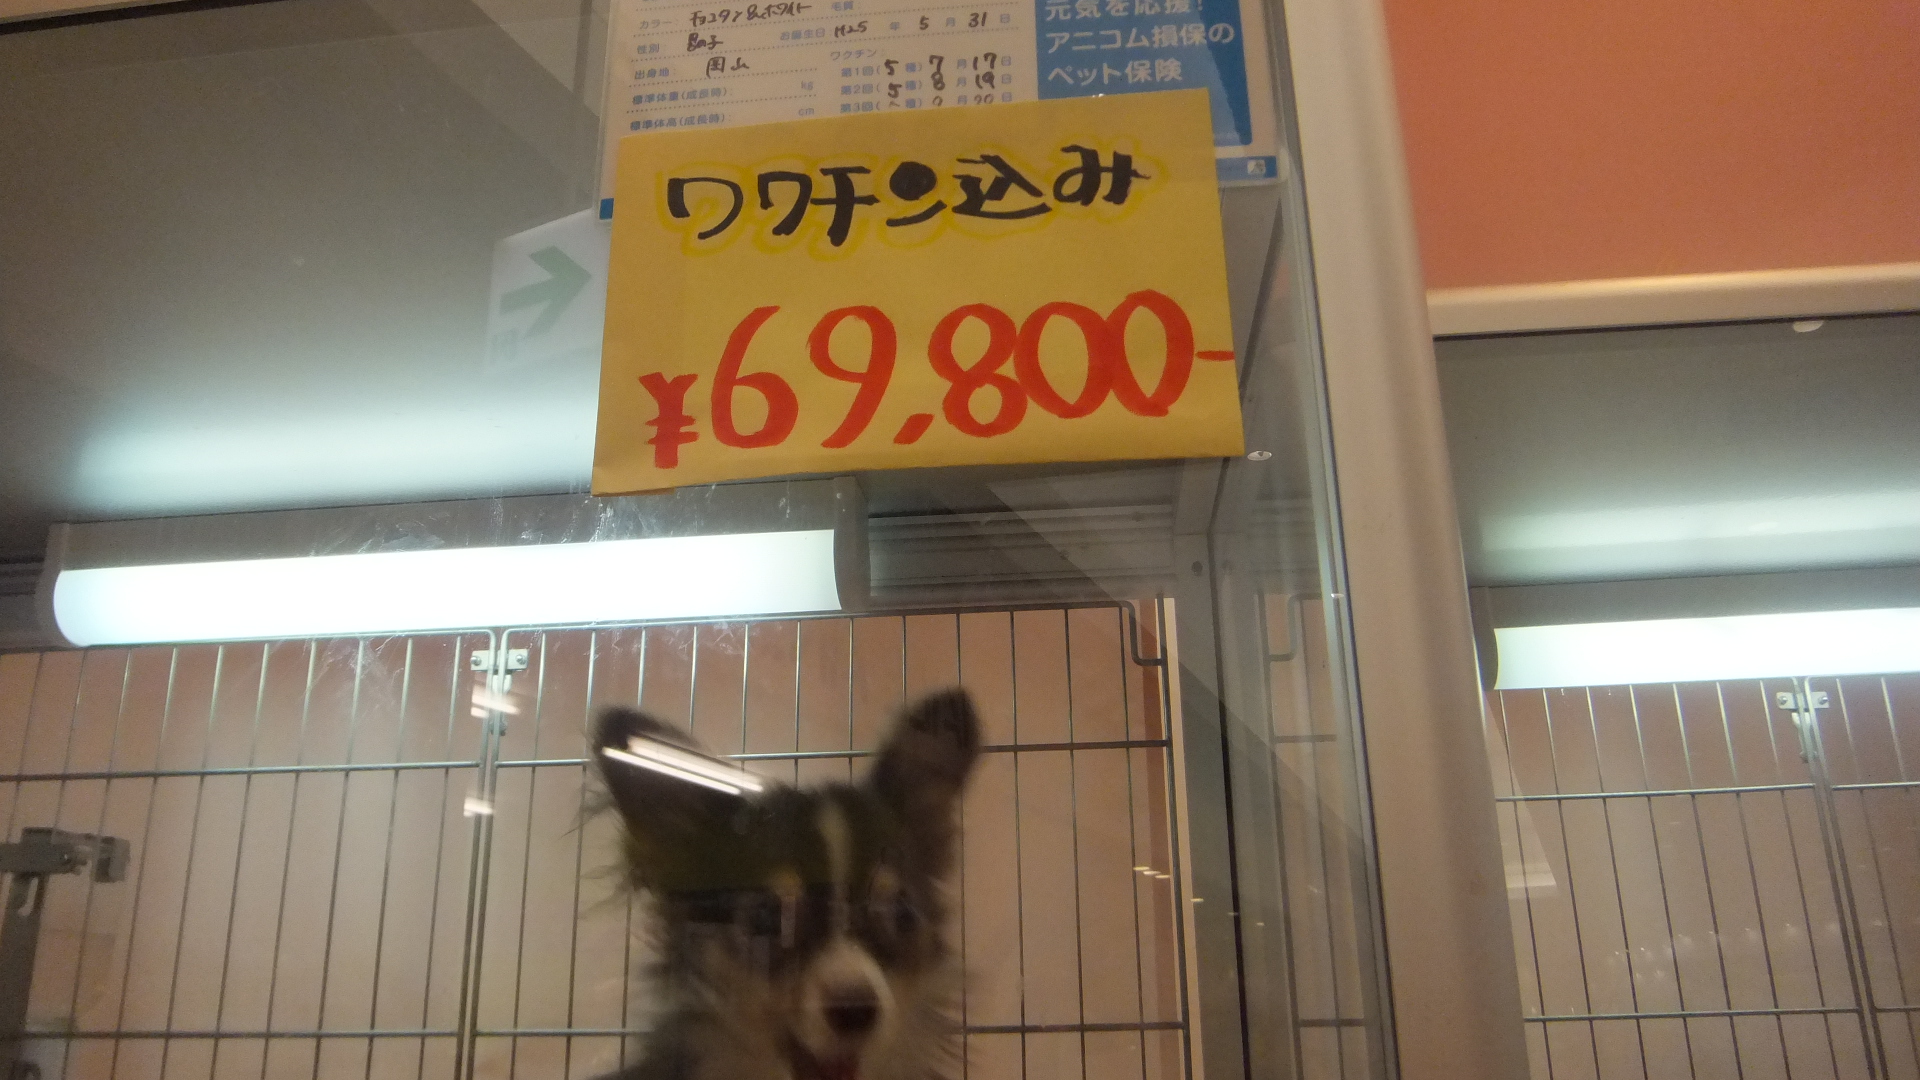 カラー: チョコタン&ホワイト 毛質:
性別 男の子 お誕生日 H25 年 5 月 31 日
出身地: 岡山 ワクチン:
第1回( 5 種) 7 月 17 日
標準体重(成長時): kg 第2回( 5 種) 8 月 19 日
標準体高(成長時): cm
元気を応援!
アニコム損保の
ペット保険
ワクチン込み
¥69,800-